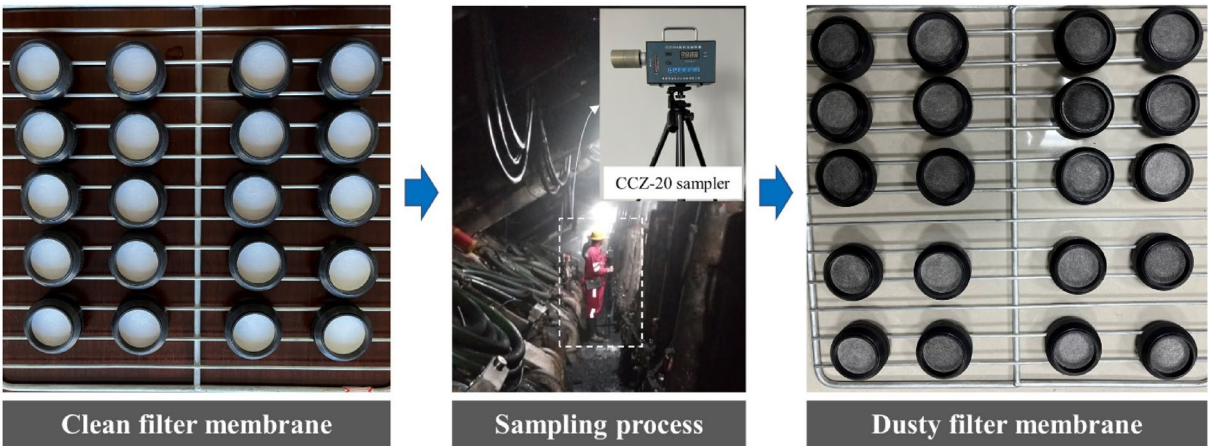 CCZ-20 sampler
Clean filter membrane
Sampling process
Dusty filter membrane